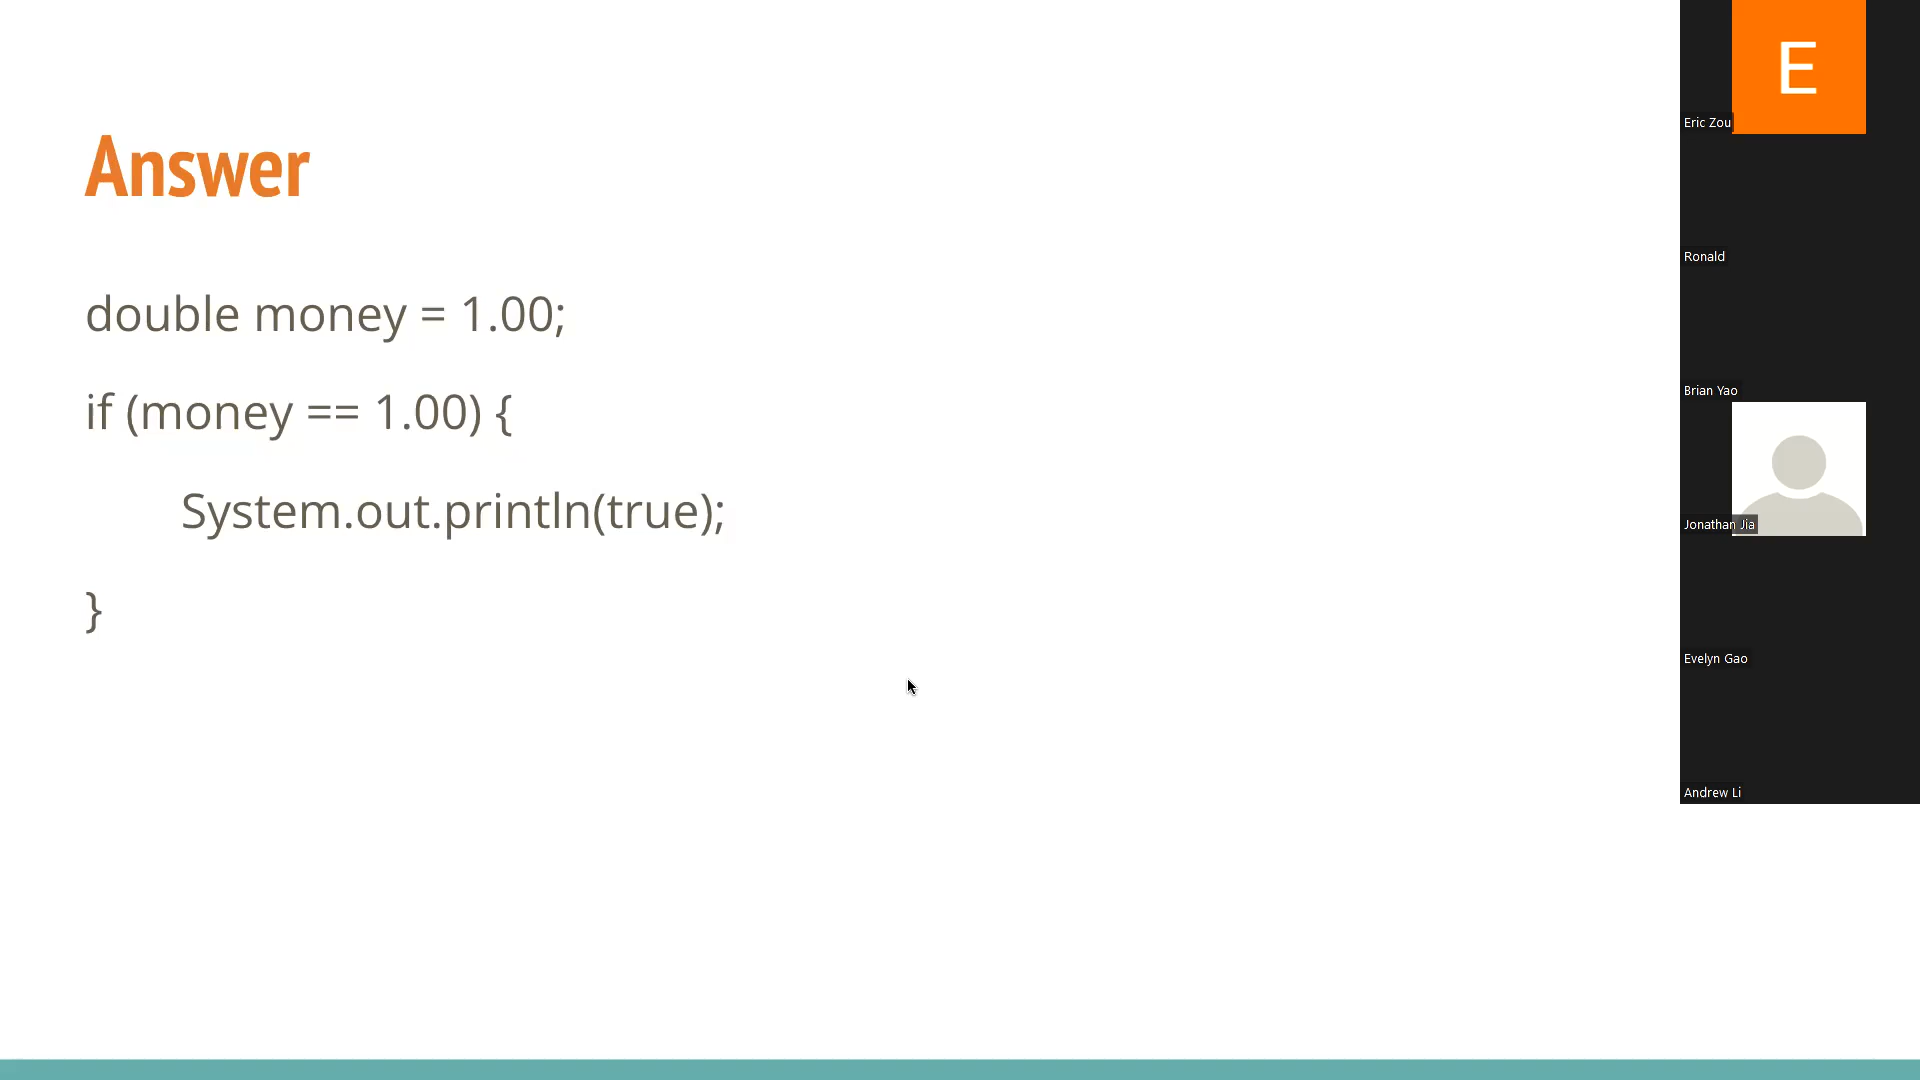 Answer
double money = 1.00;
if (money == 1.00) {
System.out.println(true);
}
E
Eric Zou
Ronald
Brian Yao
Jonathan Jia
Evelyn Gao
Andrew Li